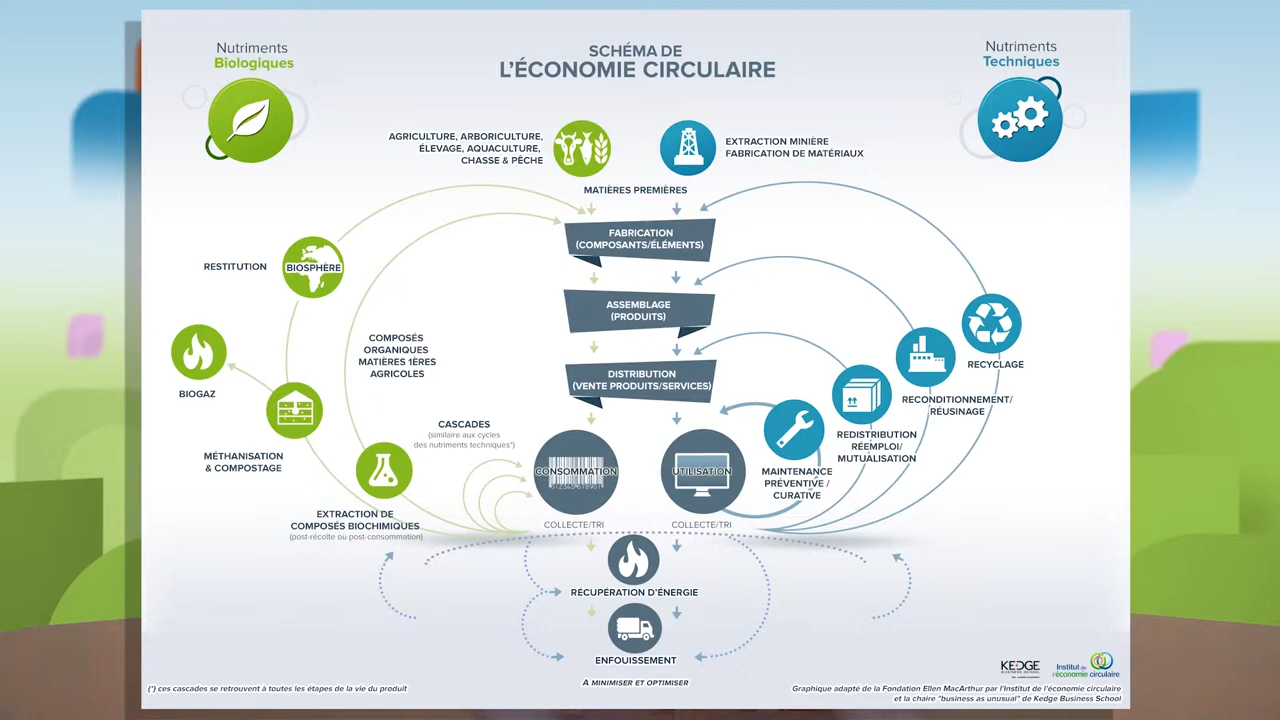 Nutriments
Biologiques
SCHÉMA DE
L'ÉCONOMIE CIRCULAIRE
Nutriments
Techniques
AGRICULTURE, ARBORICULTURE,
ÉLEVAGE, AQUACULTURE,
CHASSE & PÊCHE
EXTRACTION MINIÈRE
FABRICATION DE MATÉRIAUX
MATIÈRES PREMIÈRES
FABRICATION
(COMPOSANTS/ÉLÉMENTS)
RESTITUTION
BIOSPHÈRE
ASSEMBLAGE
(PRODUITS)
COMPOSÉS
ORGANIQUES
MATIÈRES 1ÈRES
AGRICOLES
RECYCLAGE
BIOGAZ
DISTRIBUTION
(VENTE PRODUITS/SERVICES)
RECONDITIONNEMENT/
RÉUSINAGE
CASCADES
(similaire aux cycles
des nutriments techniques*)
REDISTRIBUTION
RÉEMPLOI/
MUTUALISATION
MÉTHANISATION
& COMPOSTAGE
CONSOMMATION
UTILISATION
MAINTENANCE
PRÉVENTIVE /
CURATIVE
EXTRACTION DE
COMPOSÉS BIOCHIMIQUES
(post-récolte ou post-consommation)
COLLECTE/TRI
COLLECTE/TRI
RÉCUPÉRATION D'ÉNERGIE
ENFOUISSEMENT
A MINIMISER ET OPTIMISER
KEDGE
BUSINESS SCHOOL
Institut de
l'économie circulaire
(*) ces cascades se retrouvent à toutes les étapes de la vie du produit
Graphique adapté de la Fondation Ellen MacArthur par l'Institut de l'économie circulaire
et la chaire "business as unusual" de Kedge Business School